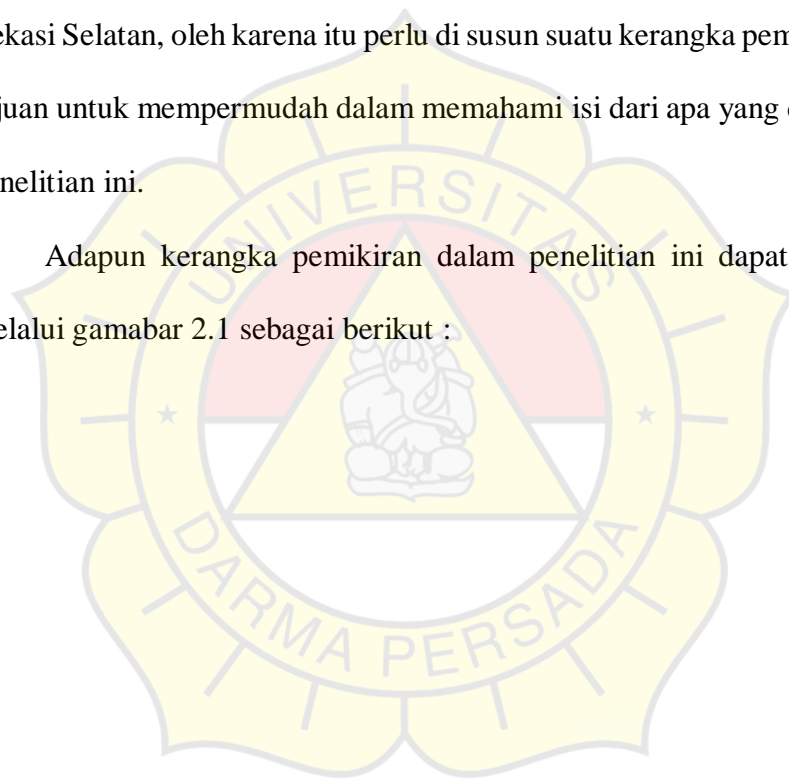 ekasi Selatan, oleh karena itu perlu di susun suatu kerangka pem
juan untuk mempermudah dalam memahami isi dari apa yang
nelitian ini.
Adapun kerangka pemikiran dalam penelitian ini dapat
elalui gamabar 2.1 sebagai berikut :
UNIVERSITAS
DARMA PERSADA